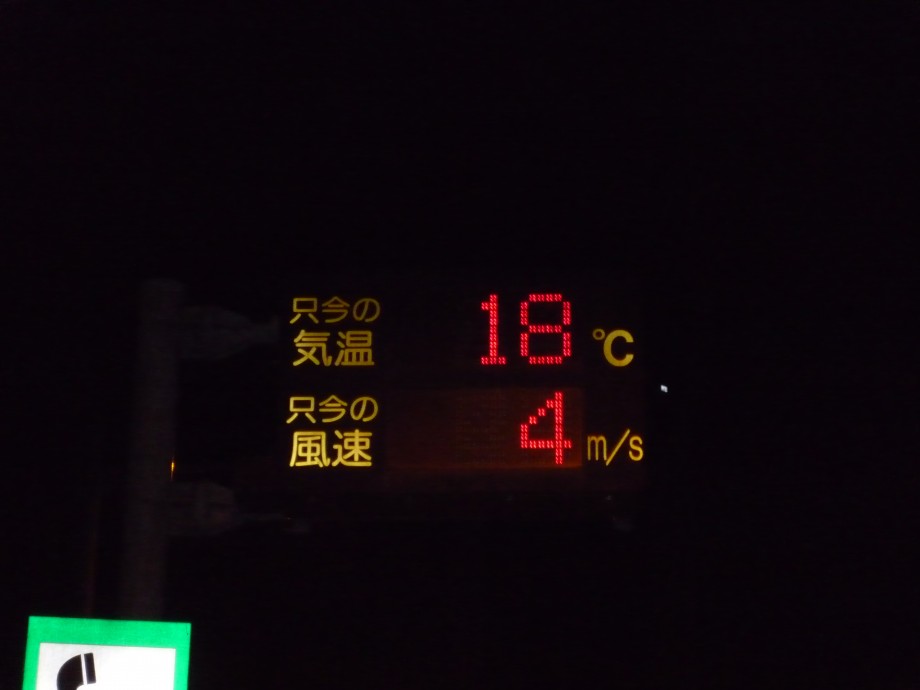 只今の
気温 18 ℃
只今の
風速 4 m/s